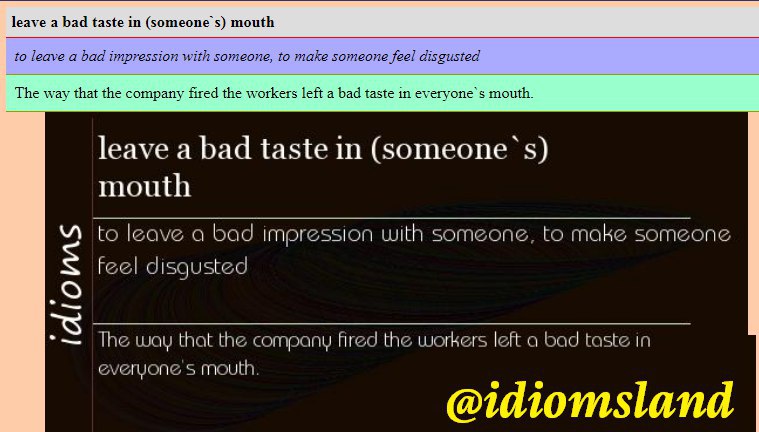 leave a bad taste in (someone`s) mouth
to leave a bad impression with someone, to make someone feel disgusted
The way that the company fired the workers left a bad taste in everyone`s mouth.
idioms
leave a bad taste in (someone`s)
mouth
to leave a bad impression with someone, to make someone
feel disgusted
The way that the company fired the workers left a bad taste in
everyone`s mouth.
@idiomsland